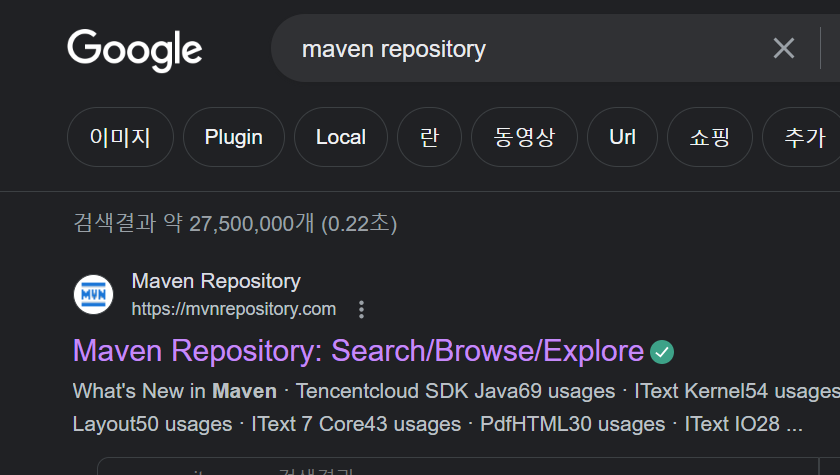 Google
maven repository
이미지 Plugin Local 란 동영상 Url 쇼핑 추가
검색결과 약 27,500,000개 (0.22초)
MVN
Maven Repository
https://mvnrepository.com
Maven Repository: Search/Browse/Explore
What's New in Maven · Tencentcloud SDK Java69 usages · IText Kernel54 usages
Layout50 usages · IText 7 Core43 usages · PdfHTML30 usages · IText IO28 ...